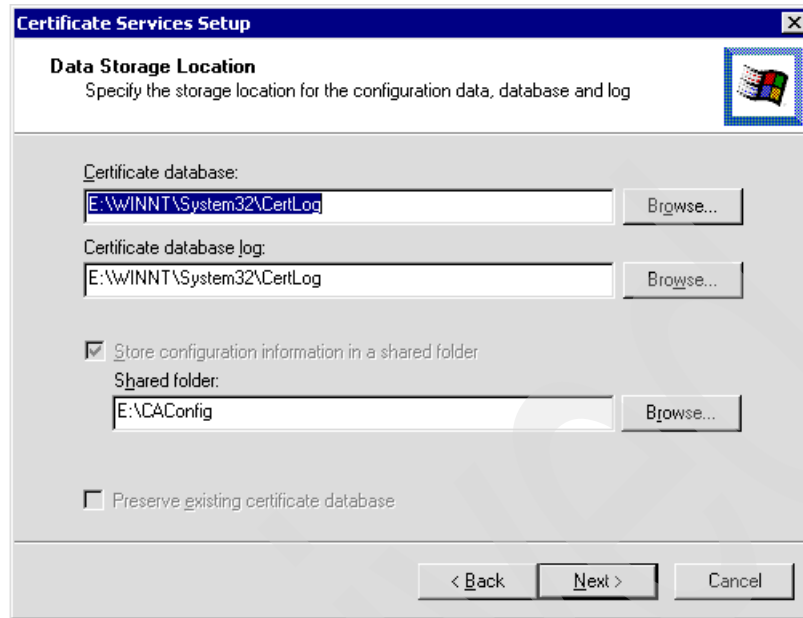 Certificate Services Setup
Data Storage Location
Specify the storage location for the configuration data, database and log
Certificate database:
E:\WINNT\System32\CertLog
Browse...
Certificate database log:
E:\WINNT\System32\CertLog
Browse...
Store configuration information in a shared folder
Shared folder:
E:\CAConfig
Browse...
Preserve existing certificate database
< Back
Next >
Cancel